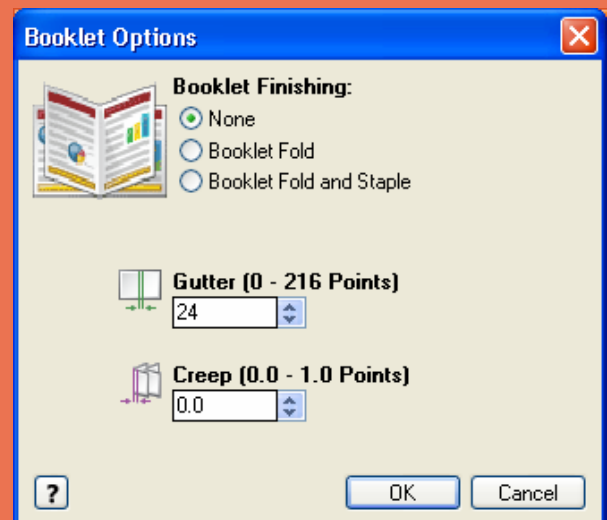 Booklet Options
Booklet Finishing:
None
Booklet Fold
Booklet Fold and Staple
Gutter (0 - 216 Points)
24
Creep (0.0 - 1.0 Points)
0.0
?
OK
Cancel